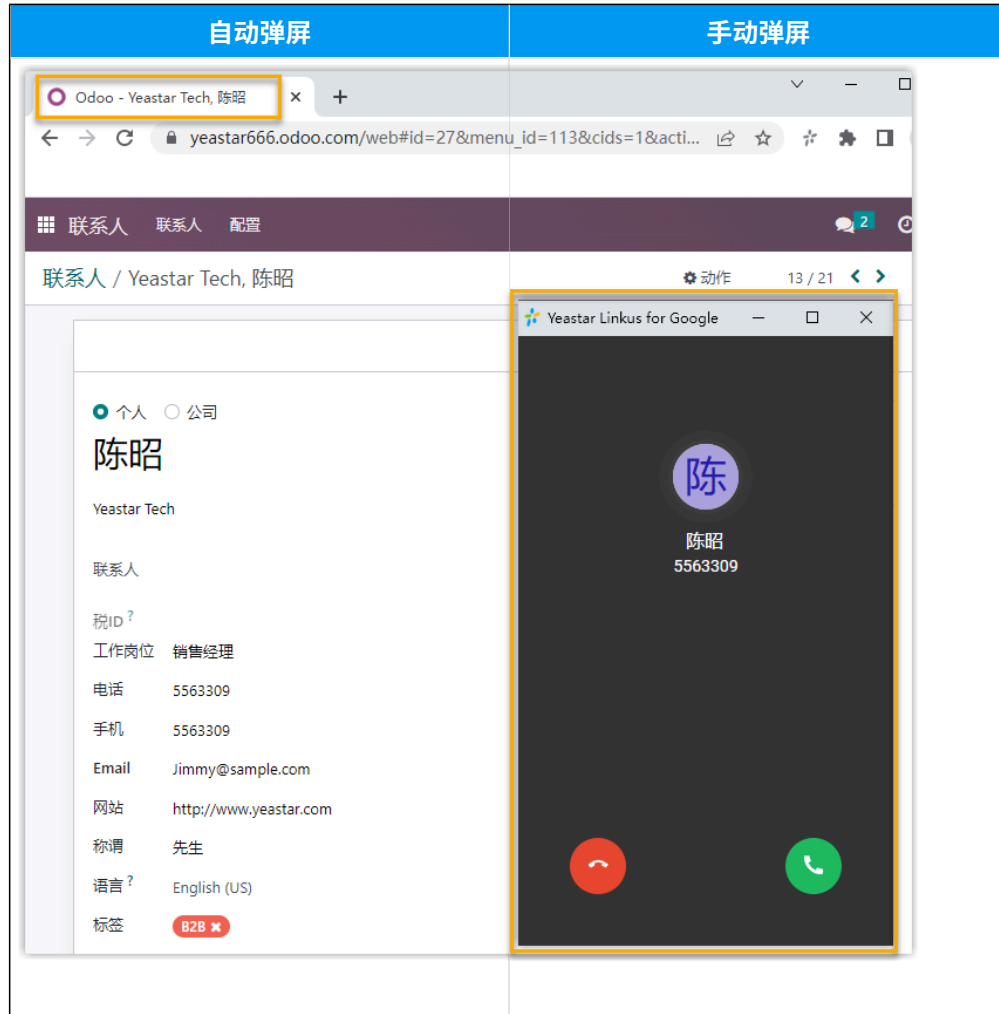 自动弹屏
手动弹屏
Odoo - Yeastar Tech, 陈昭
yeastar666.odoo.com/web#id=27&menu_id=113&cids=1&acti...
联系人 联系人 配置
2
联系人 / Yeastar Tech, 陈昭
动作 13 / 21
Yeastar Linkus for Google
个人 公司
陈昭
Yeastar Tech
联系人
税ID ?
工作岗位 销售经理
电话 5563309
手机 5563309
Email Jimmy@sample.com
网站 http://www.yeastar.com
称谓 先生
语言 ? English (US)
标签 B2B
陈
陈昭
5563309